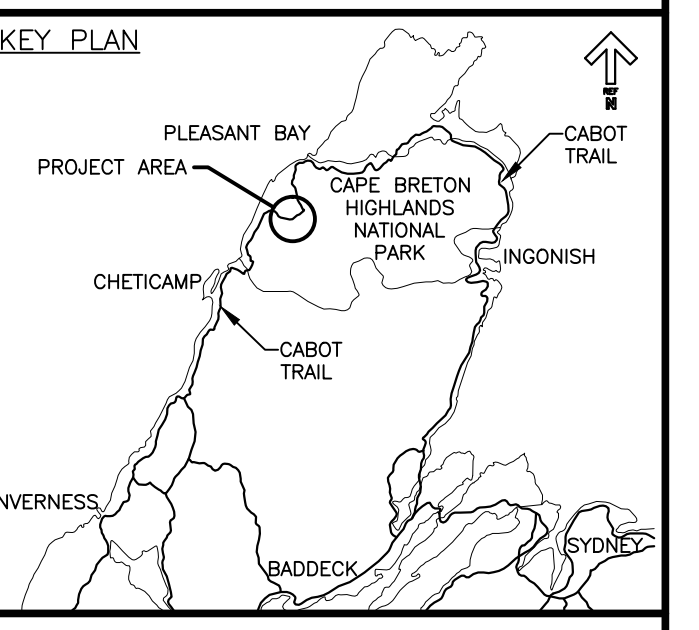 KEY PLAN
REF
N
PLEASANT BAY
CABOT
TRAIL
PROJECT AREA
CAPE BRETON
HIGHLANDS
NATIONAL
PARK
INGONISH
CHETICAMP
CABOT
TRAIL
NVERNESS
SYDNEY
BADDECK